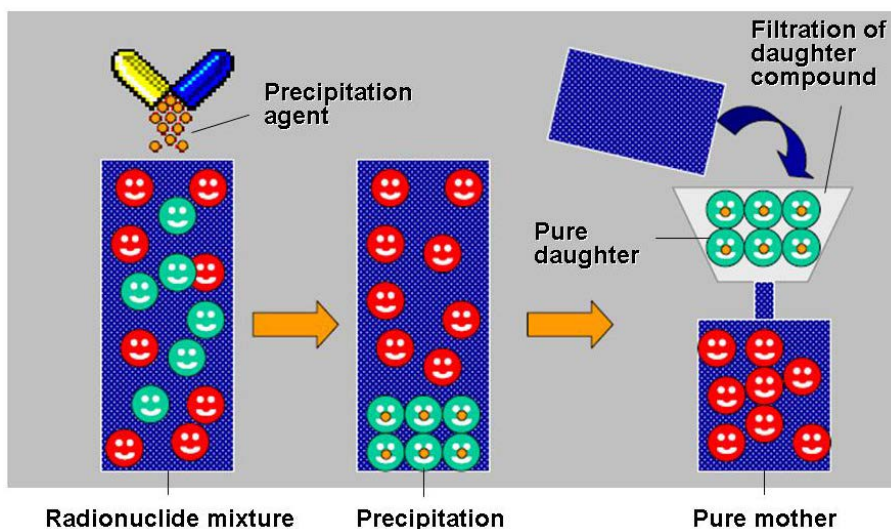 Filtration of
daughter
compound
Precipitation
agent
Pure
daughter
Radionuclide mixture
Precipitation
Pure mother